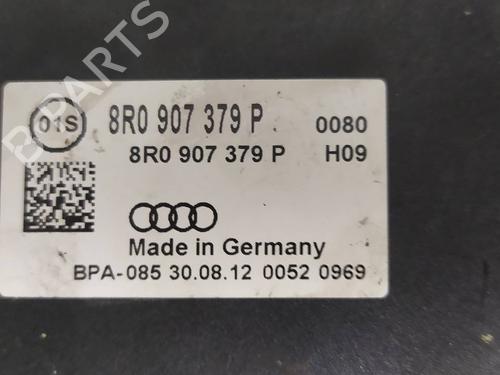 B PARTS
01S 8R0 907 379 P 0080
8R0 907 379 P H09
Made in Germany
BPA-085 30.08.12 0052 0969